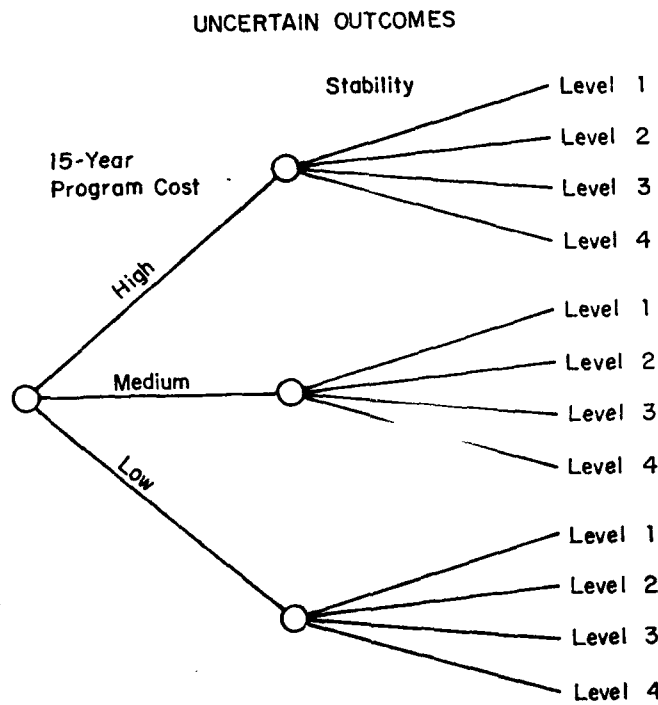 UNCERTAIN OUTCOMES
Stability
15-Year
Program Cost
High
Level 1
Level 2
Level 3
Level 4
Medium
Level 1
Level 2
Level 3
Level 4
Low
Level 1
Level 2
Level 3
Level 4